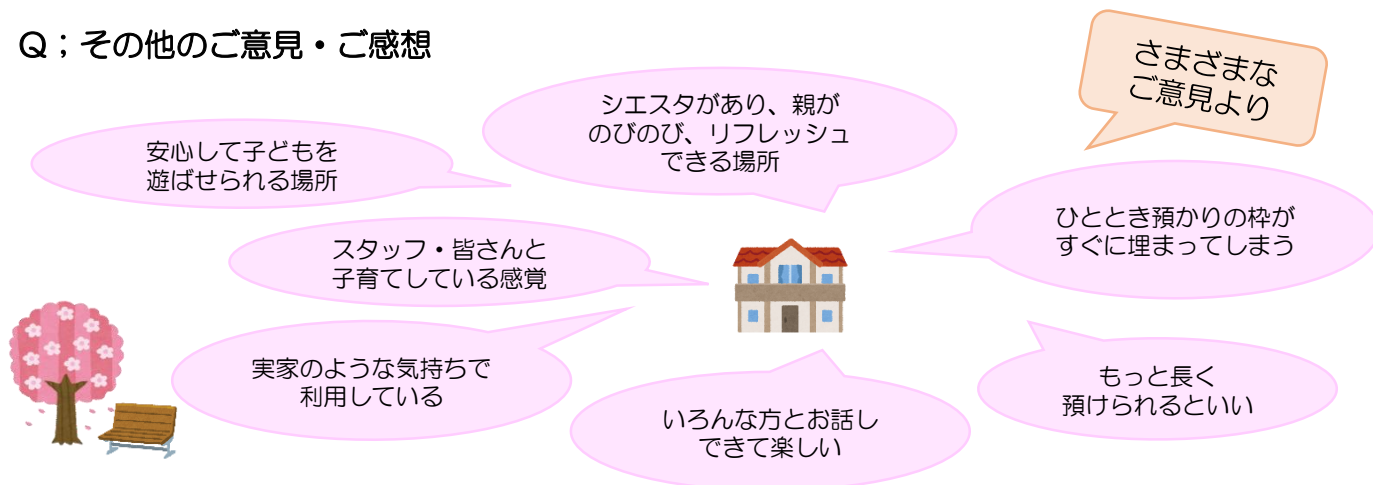 Q;その他のご意見・ご感想
さまざまな
ご意見より
シエスタがあり、親が
のびのび、リフレッシュ
できる場所
安心して子どもを
遊ばせられる場所
ひととき預かりの枠が
すぐに埋まってしまう
スタッフ・皆さんと
子育てしている感覚
実家のような気持ちで
利用している
もっと長く
預けられるといい
いろんな方とお話し
できて楽しい